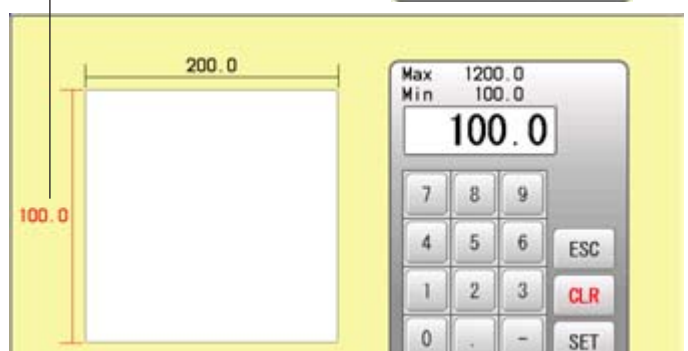 200.0
100.0
Max 1200.0
Min 100.0
100.0
7 8 9
4 5 6 ESC
1 2 3 CLR
0 . - SET